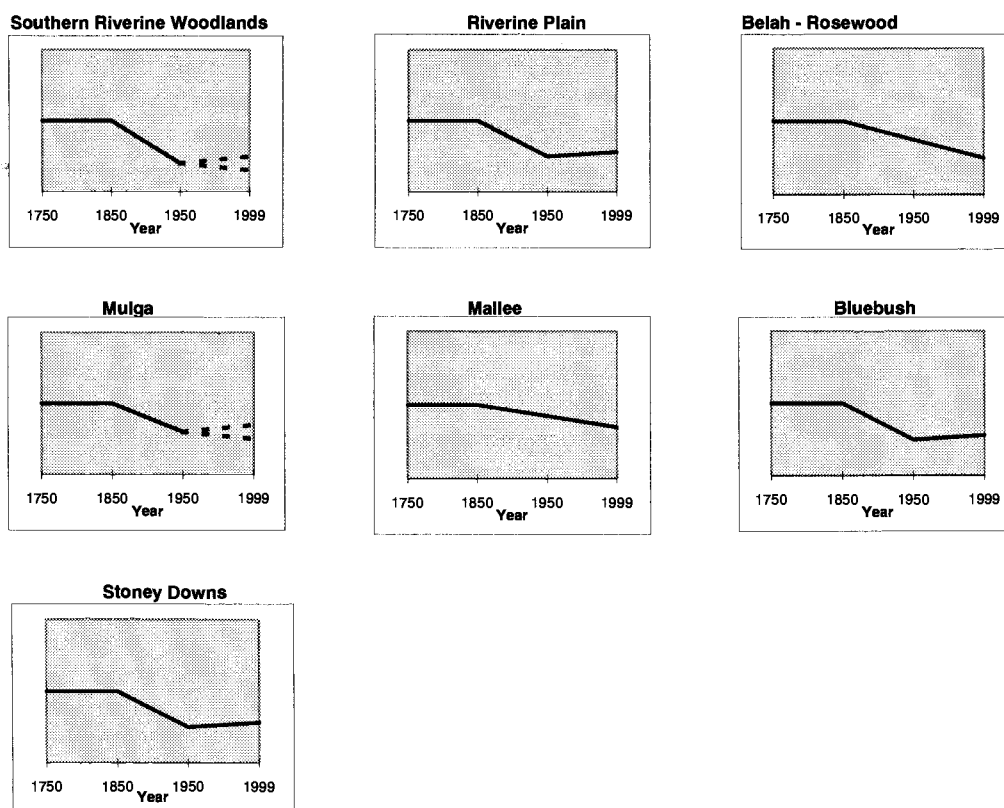 Southern Riverine Woodlands
Riverine Plain
Belah - Rosewood
1750 1850 1950 1999
Year
1750 1850 1950 1999
Year
1750 1850 1950 1999
Year
Mulga
Mallee
Bluebush
1750 1850 1950 1999
Year
1750 1850 1950 1999
Year
1750 1850 1950 1999
Year
Stoney Downs
1750 1850 1950 1999
Year